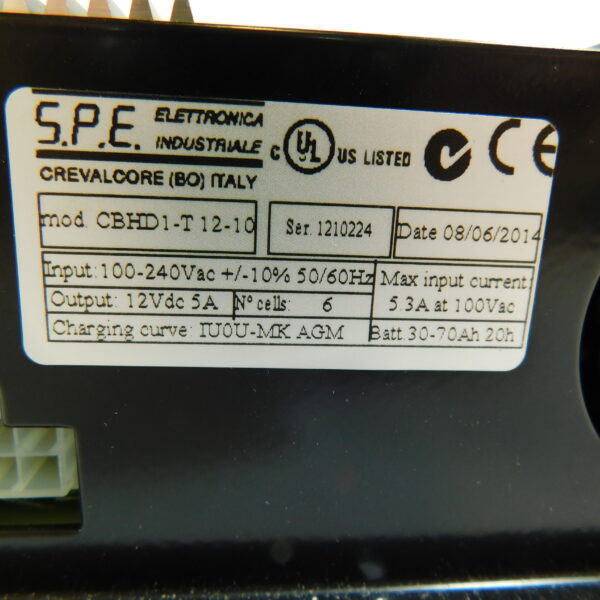 S.P.E. ELETTRONICA
INDUSTRIALE
CREVALCORE (BO) ITALY
C UL US LISTED CE
mod. CBHD1-T 12-10
Ser. 1210224
Date 08/06/2014
Input: 100-240Vac +/-10% 50/60Hz
Max input current:
5.3A at 100Vac
Output: 12Vdc 5A
N° cells: 6
Charging curve: IU0U-MK AGM
Batt. 30-70Ah 20h